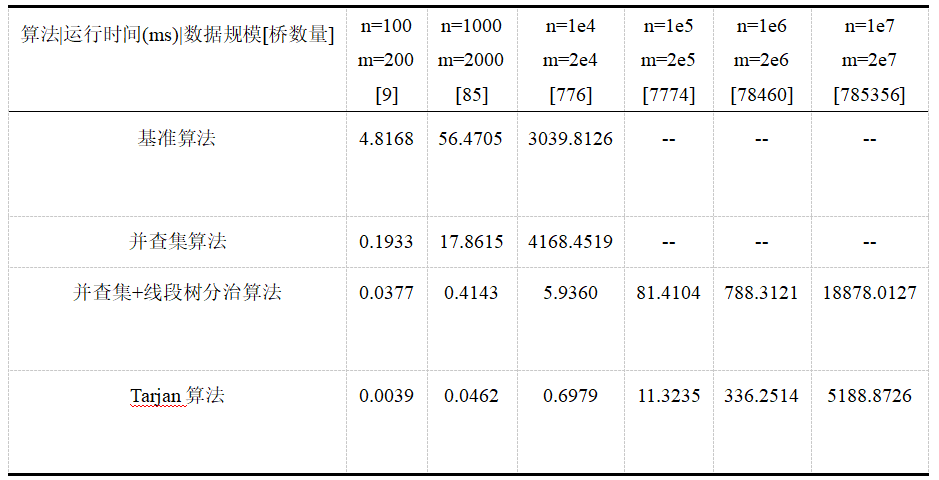 算法|运行时间(ms)|数据规模[桥数量] n=100 m=200 [9] n=1000 m=2000 [85] n=1e4 m=2e4 [776] n=1e5 m=2e5 [7774] n=1e6 m=2e6 [78460] n=1e7 m=2e7 [785356]
基准算法 4.8168 56.4705 3039.8126 -- -- --
并查集算法 0.1933 17.8615 4168.4519 -- -- --
并查集+线段树分治算法 0.0377 0.4143 5.9360 81.4104 788.3121 18878.0127
Tarjan 算法 0.0039 0.0462 0.6979 11.3235 336.2514 5188.8726